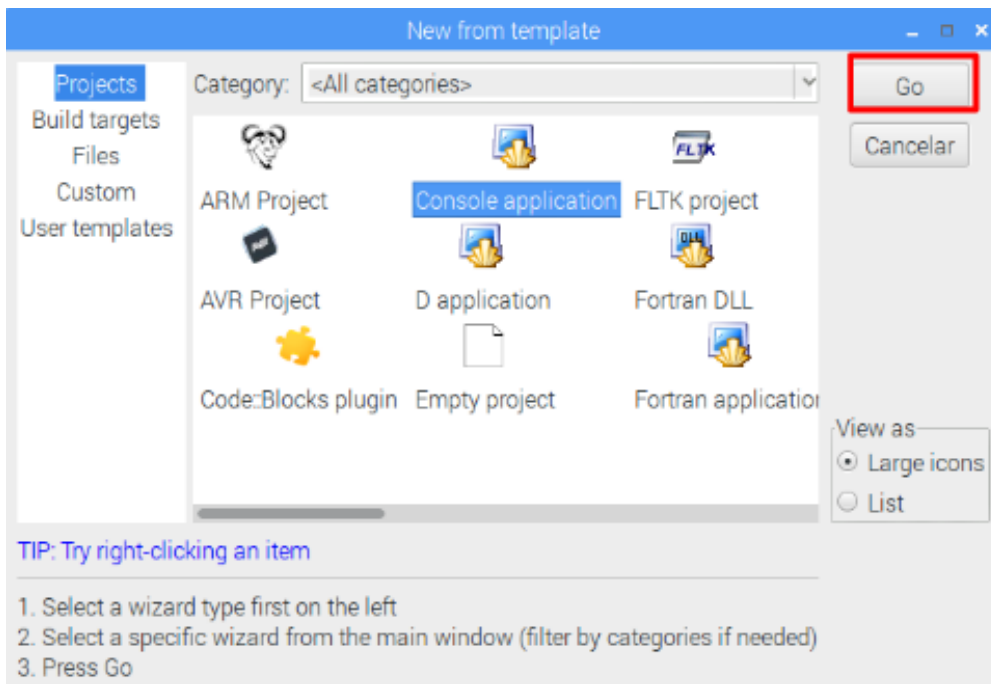 New from template
Projects
Build targets
Files
Custom
User templates
Category: <All categories>
Go
Cancelar
FLTK
ARM Project Console application FLTK project
DLL
AVR Project D application Fortran DLL
Code::Blocks plugin Empty project Fortran application
View as
Large icons
List
TIP: Try right-clicking an item
1. Select a wizard type first on the left
2. Select a specific wizard from the main window (filter by categories if needed)
3. Press Go